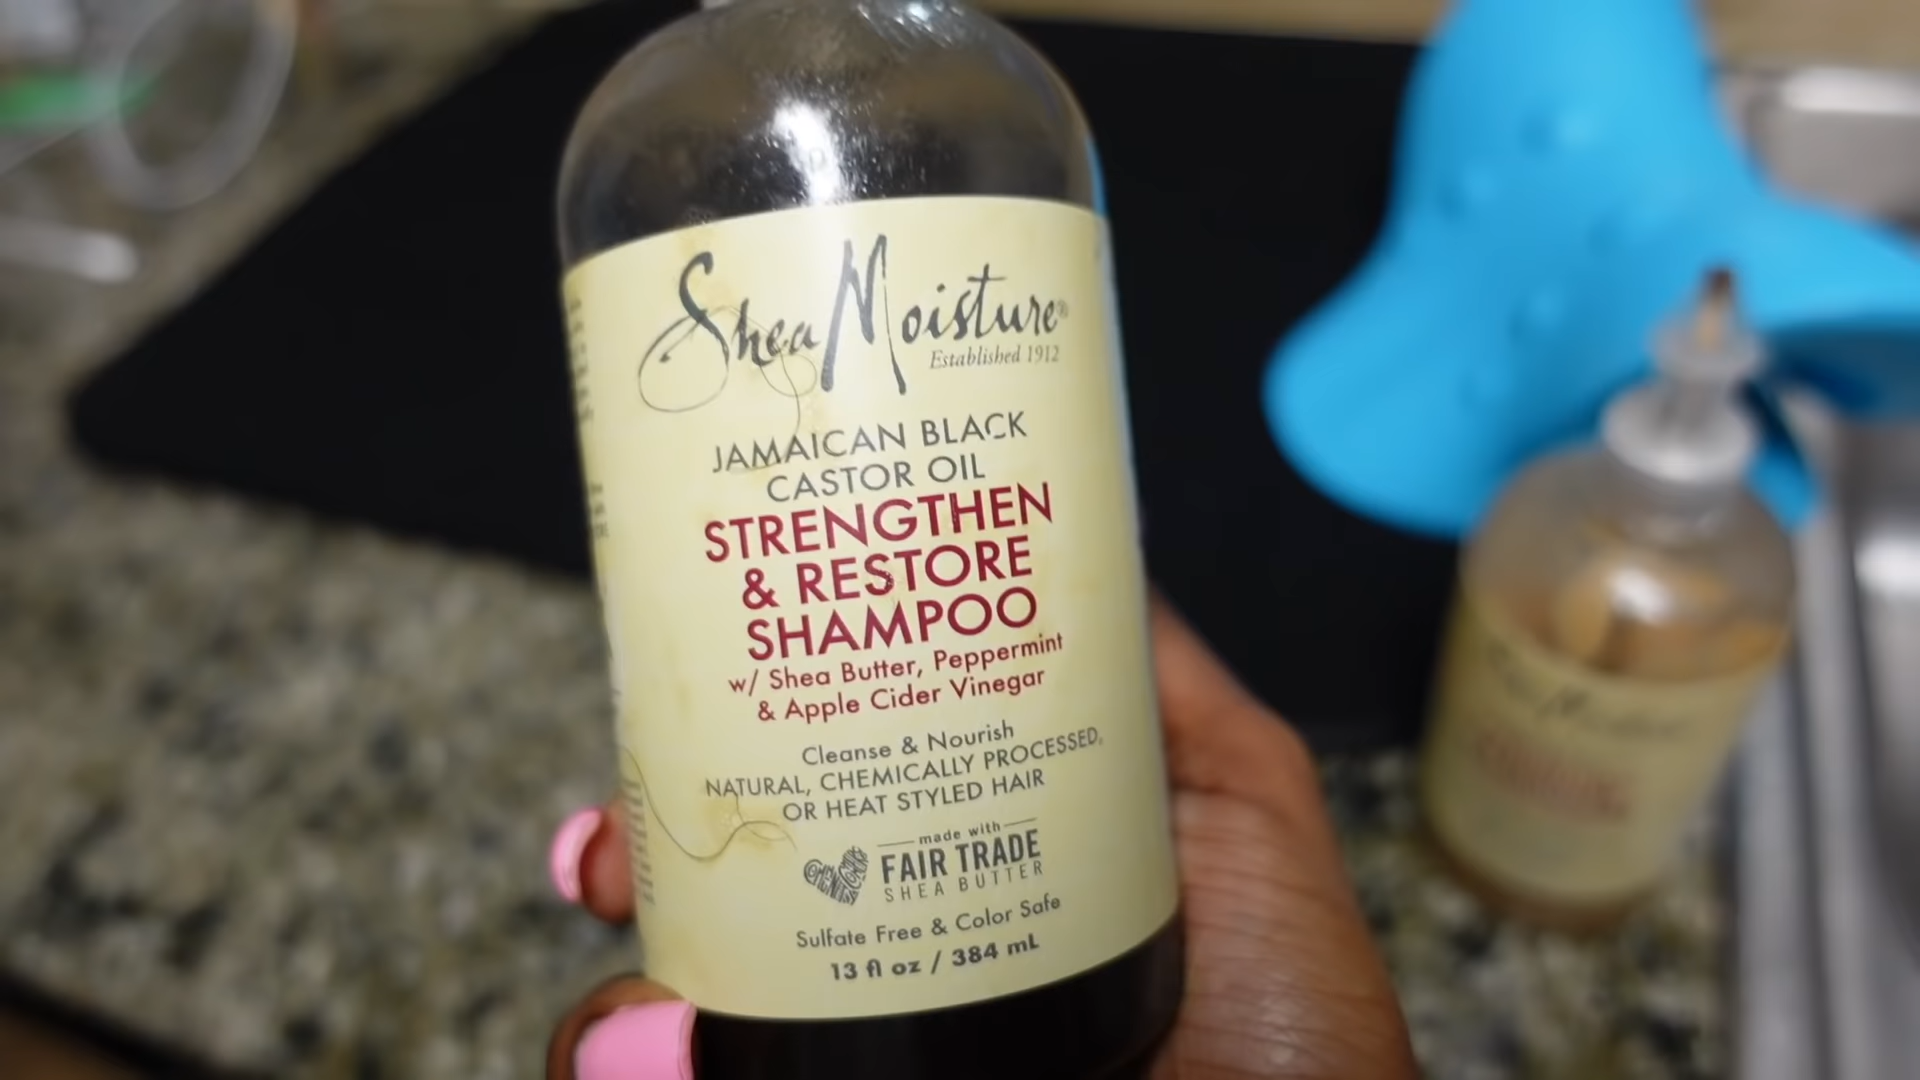 SheaMoisture®
Established 1912
JAMAICAN BLACK
CASTOR OIL
STRENGTHEN
& RESTORE
SHAMPOO
w/ Shea Butter, Peppermint
& Apple Cider Vinegar
Cleanse & Nourish
NATURAL, CHEMICALLY PROCESSED,
OR HEAT STYLED HAIR
COMMUNITY COMMERCE
made with
FAIR TRADE
SHEA BUTTER
Sulfate Free & Color Safe
13 fl oz / 384 mL